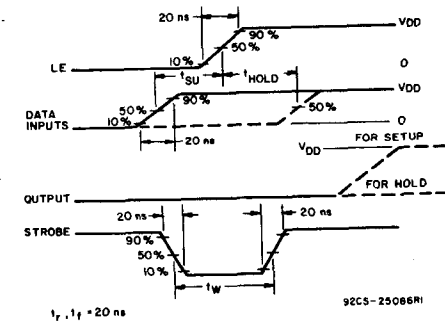 20 ns
VDD
90%
50%
10%
LE
O
tSU
tHOLD
VDD
90%
50%
50%
DATA
INPUTS
10%
O
20 ns
FOR SETUP
VDD
FOR HOLD
OUTPUT
20 ns
20 ns
STROBE
90%
50%
10%
tW
tr, tf = 20 ns
92CS-25086R1